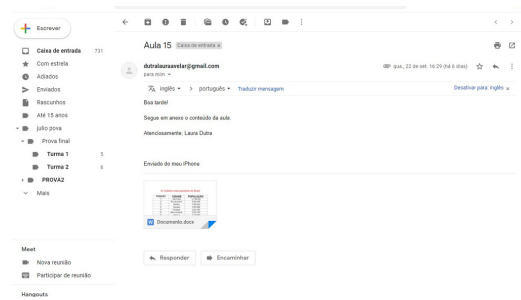 Escrever
Caixa de entrada 731
Com estrela
Adiados
Enviados
Rascunhos
Até 15 anos
julio pova
Prova final
Turma 1 5
Turma 2 6
PROVA2
Mais
Meet
Nova reunião
Participar de reunião
Hangouts
Aula 15 Caixa de entrada x
dutralauraavelar@gmail.com
qua., 22 de set. 16:29 (há 6 dias)
para mim
inglês > português Traduzir mensagem
Desativar para: inglês x
Boa tarde!
Segue em anexo o conteúdo da aula.
Atenciosamente; Laura Dutra
Enviado do meu iPhone
W Documento.docx
Responder
Encaminhar